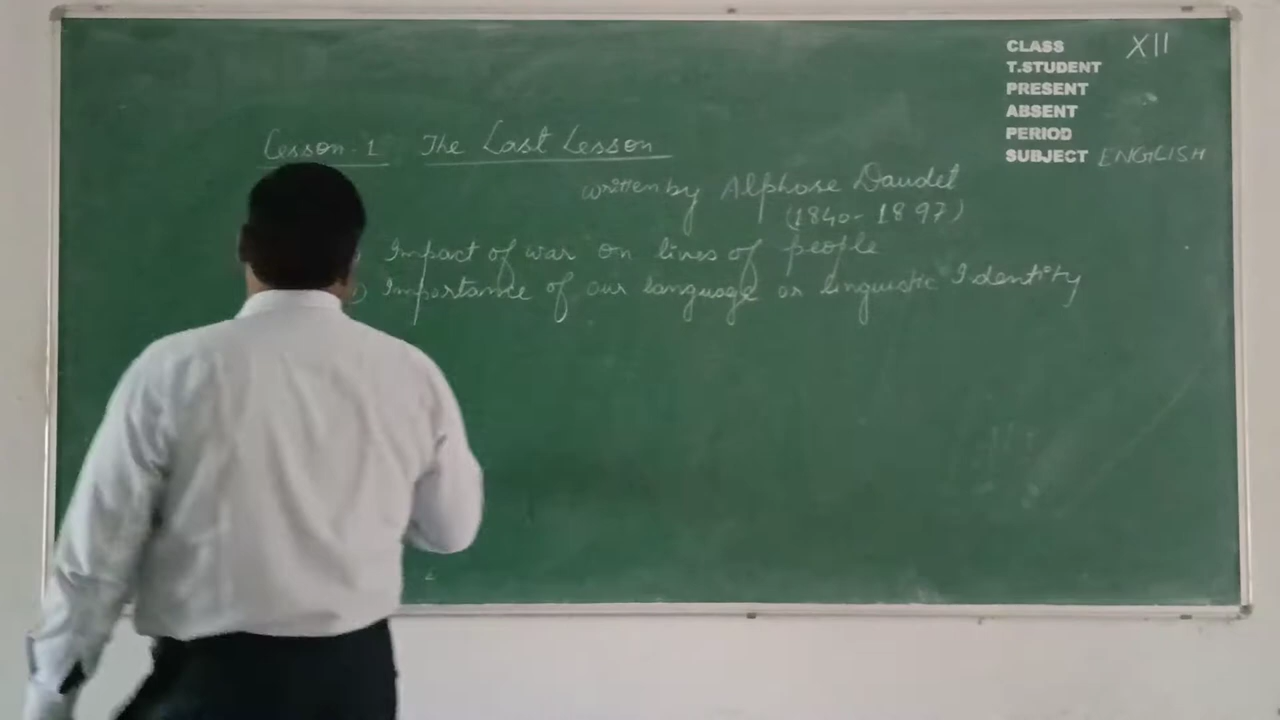 CLASS XII
T.STUDENT
PRESENT
ABSENT
PERIOD
SUBJECT ENGLISH
Lesson-1 The Last Lesson
written by Alphose Daudet
(1840-1897)
Impact of war on lives of people
Importance of our language or linguistic Identity